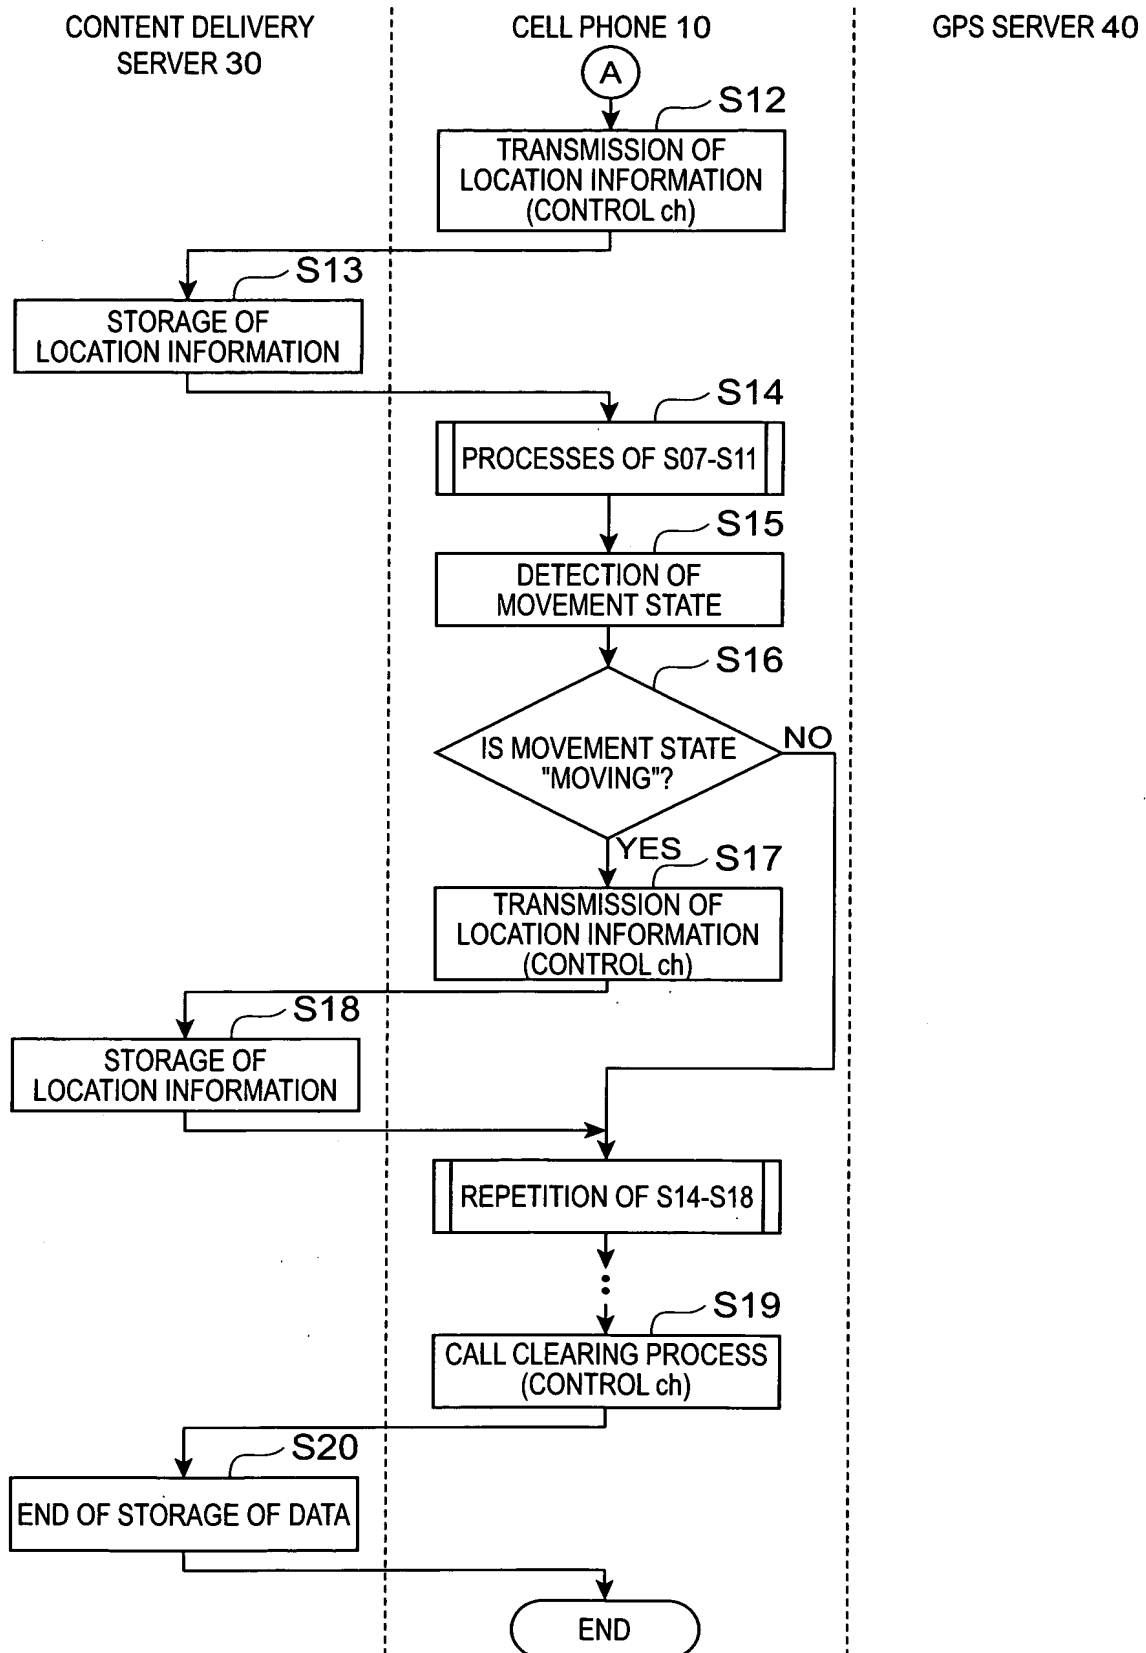 CONTENT DELIVERY
SERVER 30
CELL PHONE 10
GPS SERVER 40
A
S12
TRANSMISSION OF
LOCATION INFORMATION
(CONTROL ch)
S13
STORAGE OF
LOCATION INFORMATION
S14
PROCESSES OF S07-S11
S15
DETECTION OF
MOVEMENT STATE
S16
IS MOVEMENT STATE
"MOVING"?
NO
YES
S17
TRANSMISSION OF
LOCATION INFORMATION
(CONTROL ch)
S18
STORAGE OF
LOCATION INFORMATION
REPETITION OF S14-S18
S19
CALL CLEARING PROCESS
(CONTROL ch)
S20
END OF STORAGE OF DATA
END